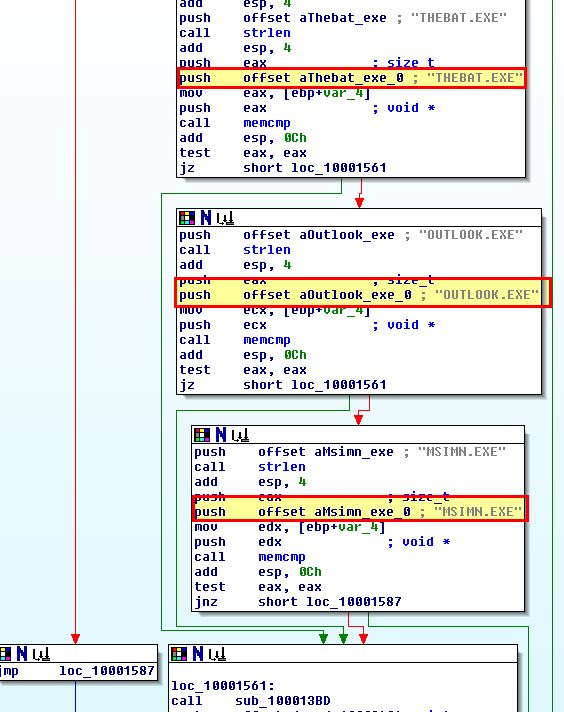 add esp, 4
push offset aThebat_exe ; "THEBAT.EXE"
call strlen
add esp, 4
push eax ; size_t
push offset aThebat_exe_0 ; "THEBAT.EXE"
mov eax, [ebp+var_4]
push eax ; void *
call memcmp
add esp, 0Ch
test eax, eax
jz short loc_10001561
push offset aOutlook_exe ; "OUTLOOK.EXE"
call strlen
add esp, 4
push eax ; size_t
push offset aOutlook_exe_0 ; "OUTLOOK.EXE"
mov ecx, [ebp+var_4]
push ecx ; void *
call memcmp
add esp, 0Ch
test eax, eax
jz short loc_10001561
push offset aMsimn_exe ; "MSIMN.EXE"
call strlen
add esp, 4
push eax ; size_t
push offset aMsimn_exe_0 ; "MSIMN.EXE"
mov edx, [ebp+var_4]
push edx ; void *
call memcmp
add esp, 0Ch
test eax, eax
jnz short loc_10001587
jmp loc_10001587
loc_10001561:
call sub_100013BD